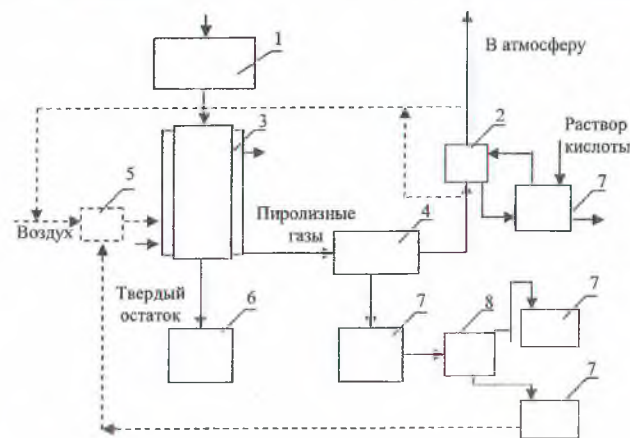 1
В атмосферу
3
2
Раствор
кислоты
5
7
Пиролизные
газы
4
Воздух
Твердый
остаток
6
7
8
7
7